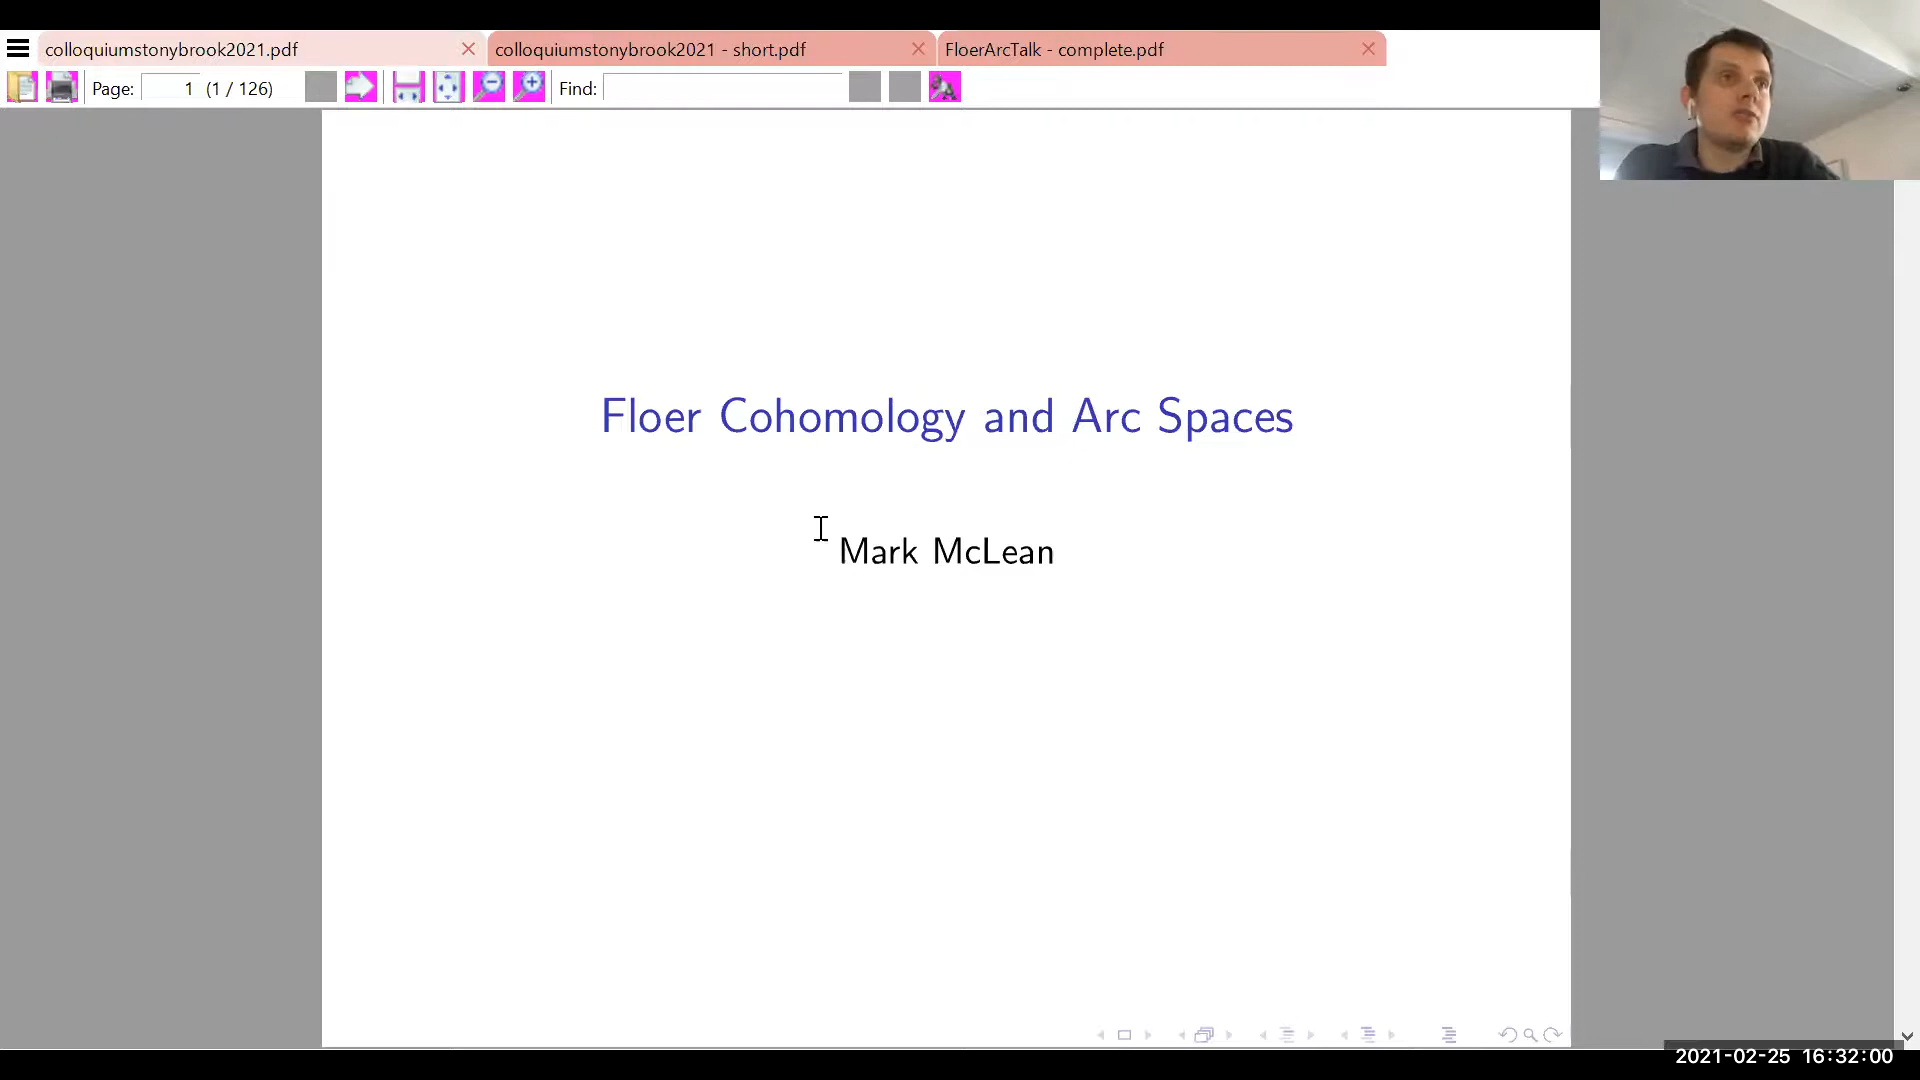 colloquiumstonybrook2021.pdf
colloquiumstonybrook2021 - short.pdf
FloerArcTalk - complete.pdf
Page: 1 (1 / 126)
Find:
Floer Cohomology and Arc Spaces
Mark McLean
2021-02-25 16:32:00